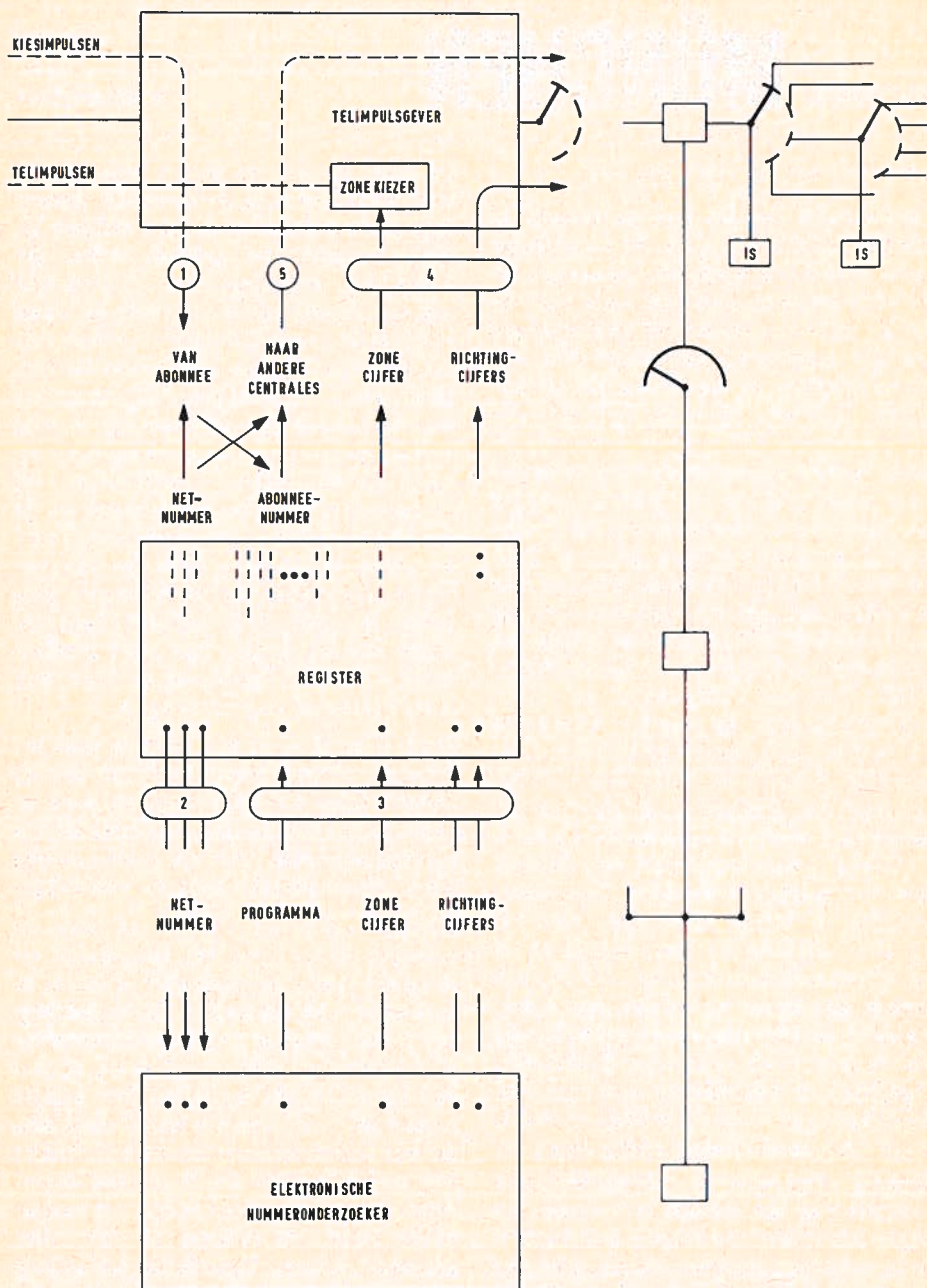 KIESIMPULSEN
TELIMPULSGEVER
TELIMPULSEN
ZONE KIEZER
IS
IS
1
5
4
VAN
ABONNEE
NAAR
ANDERE
CENTRALES
ZONE
CIJFER
RICHTING-
CIJFERS
NET-
NUMMER
ABONNEE-
NUMMER
REGISTER
2
3
NET-
NUMMER
PROGRAMMA
ZONE
CIJFER
RICHTING-
CIJFERS
ELEKTRONISCHE
NUMMERONDERZOEKER